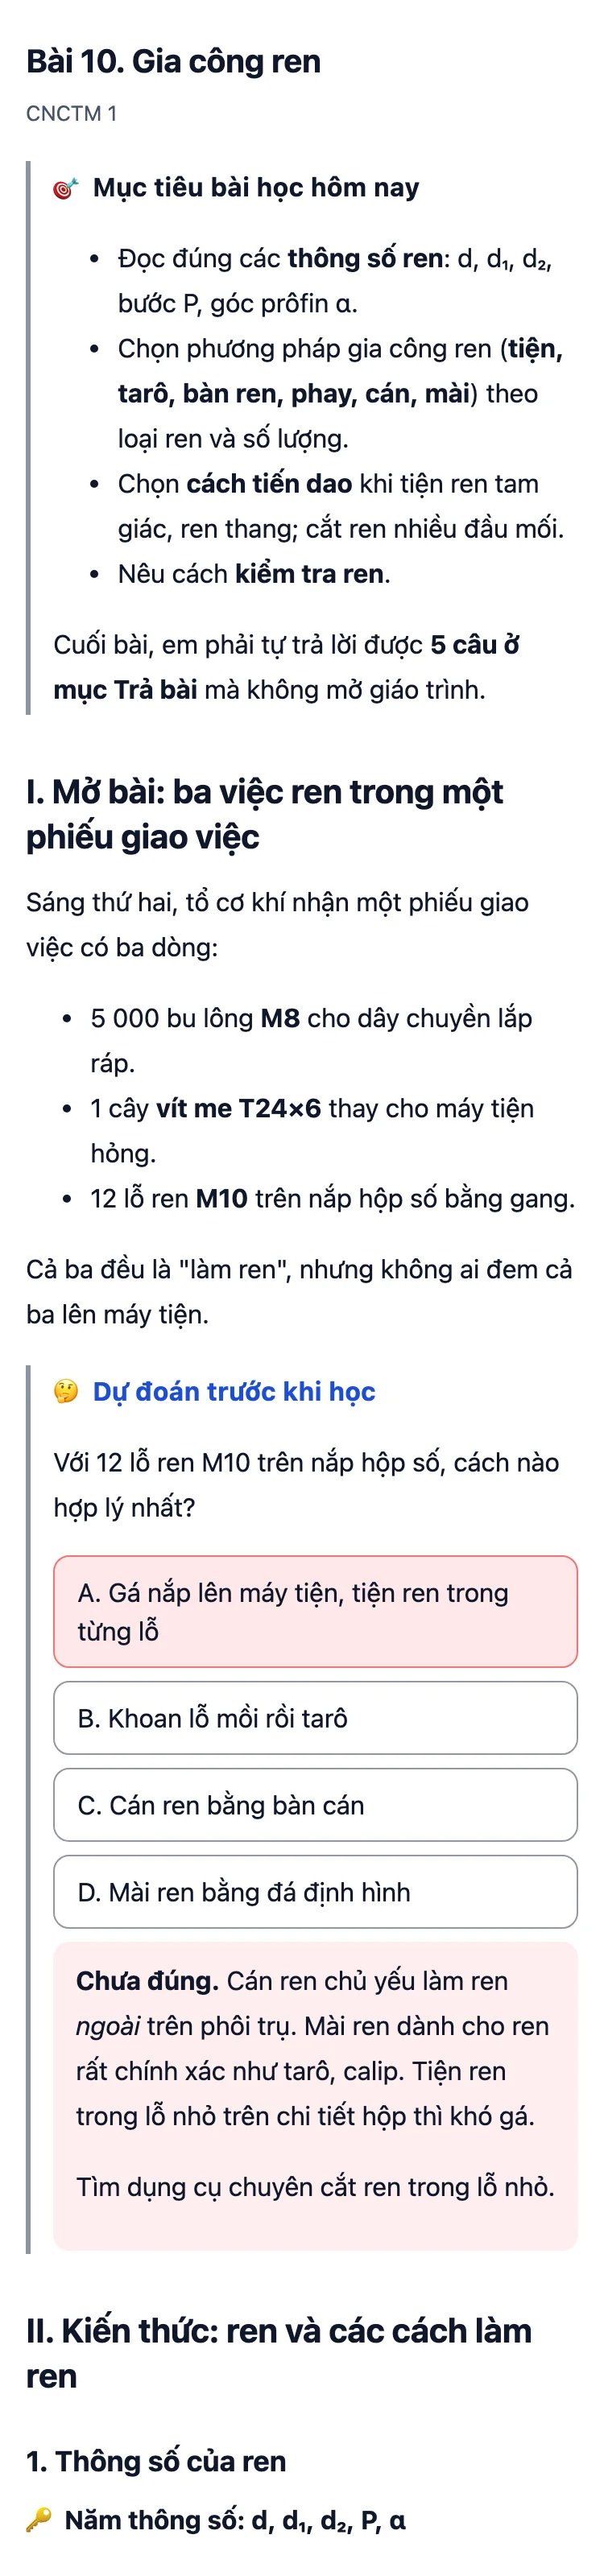 Bài 10. Gia công ren
CNCTM 1
🎯 Mục tiêu bài học hôm nay
• Đọc đúng các thông số ren: d, d₁, d₂,
bước P, góc prôfin α.
• Chọn phương pháp gia công ren (tiện,
tarô, bàn ren, phay, cán, mài) theo
loại ren và số lượng.
• Chọn cách tiến dao khi tiện ren tam
giác, ren thang; cắt ren nhiều đầu mối.
• Nêu cách kiểm tra ren.
Cuối bài, em phải tự trả lời được 5 câu ở
mục Trả bài mà không mở giáo trình.
I. Mở bài: ba việc ren trong một
phiếu giao việc
Sáng thứ hai, tổ cơ khí nhận một phiếu giao
việc có ba dòng:
• 5 000 bu lông M8 cho dây chuyền lắp
ráp.
• 1 cây vít me T24×6 thay cho máy tiện
hỏng.
• 12 lỗ ren M10 trên nắp hộp số bằng gang.
Cả ba đều là "làm ren", nhưng không ai đem cả
ba lên máy tiện.
🤔 Dự đoán trước khi học
Với 12 lỗ ren M10 trên nắp hộp số, cách nào
hợp lý nhất?
A. Gá nắp lên máy tiện, tiện ren trong
từng lỗ
B. Khoan lỗ mồi rồi tarô
C. Cán ren bằng bàn cán
D. Mài ren bằng đá định hình
Chưa đúng. Cán ren chủ yếu làm ren
ngoài trên phôi trụ. Mài ren dành cho ren
rất chính xác như tarô, calip. Tiện ren
trong lỗ nhỏ trên chi tiết hộp thì khó gá.
Tìm dụng cụ chuyên cắt ren trong lỗ nhỏ.
II. Kiến thức: ren và các cách làm
ren
1. Thông số của ren
🔑 Năm thông số: d, d₁, d₂, P, α